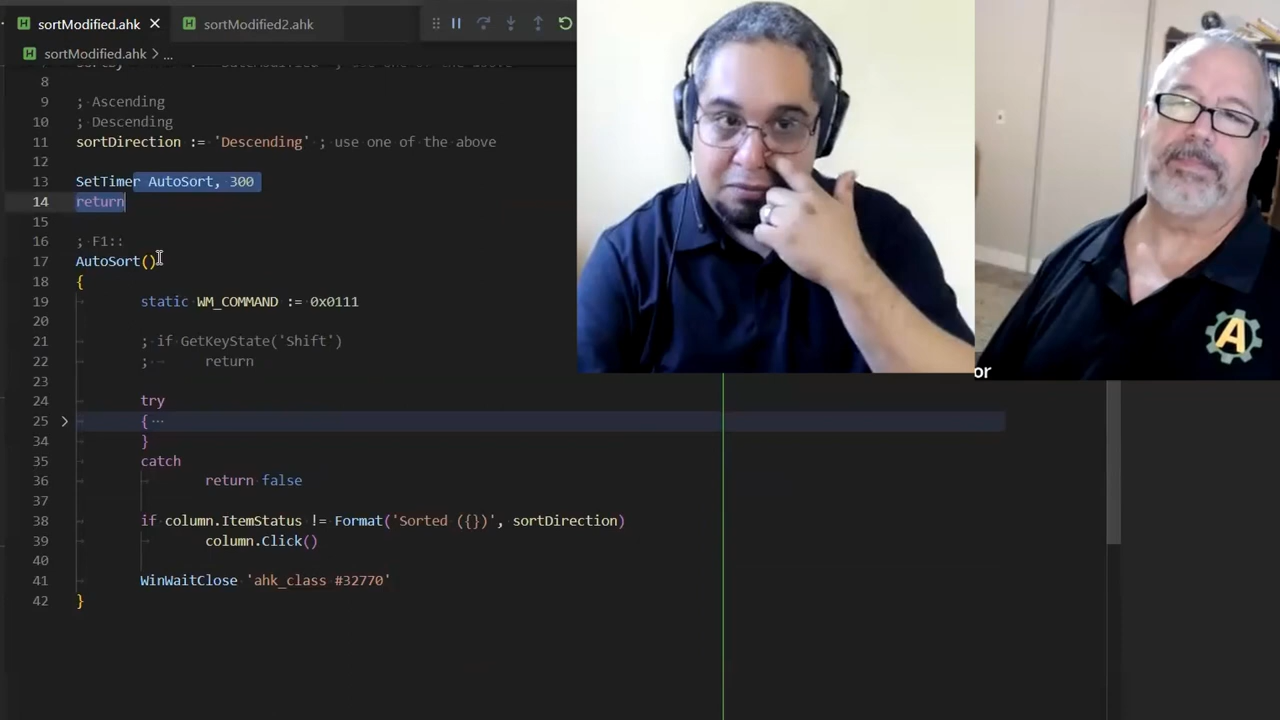 sortModified.ahk
sortModified2.ahk
sortModified.ahk > ...
8
9 ; Ascending
10 ; Descending
11 sortDirection := 'Descending' ; use one of the above
12
13 SetTimer AutoSort, 300
14 return
15
16 ; F1::
17 AutoSort()
18 {
19 static WM_COMMAND := 0x0111
20
21 ; if GetKeyState('Shift')
22 ; return
23
24 try
25 { ...
34 }
35 catch
36 return false
37
38 if column.ItemStatus != Format('Sorted ({})', sortDirection)
39 column.Click()
40
41 WinWaitClose 'ahk_class #32770'
42 }
A
or